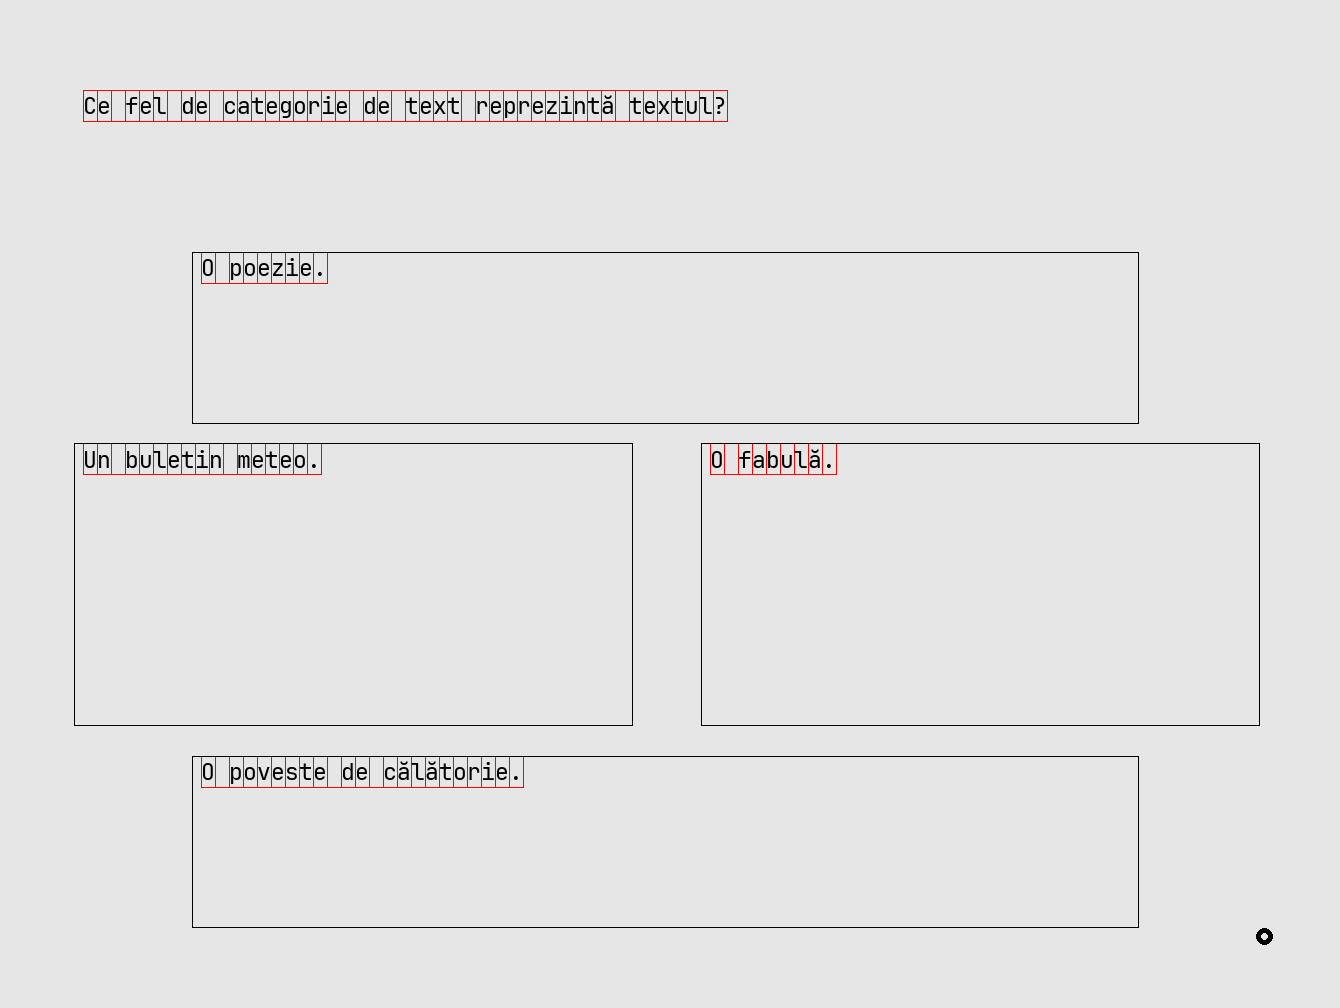 Ce fel de categorie de text reprezintă textul?
O poezie.
Un buletin meteo.
O fabulă.
O poveste de călătorie.